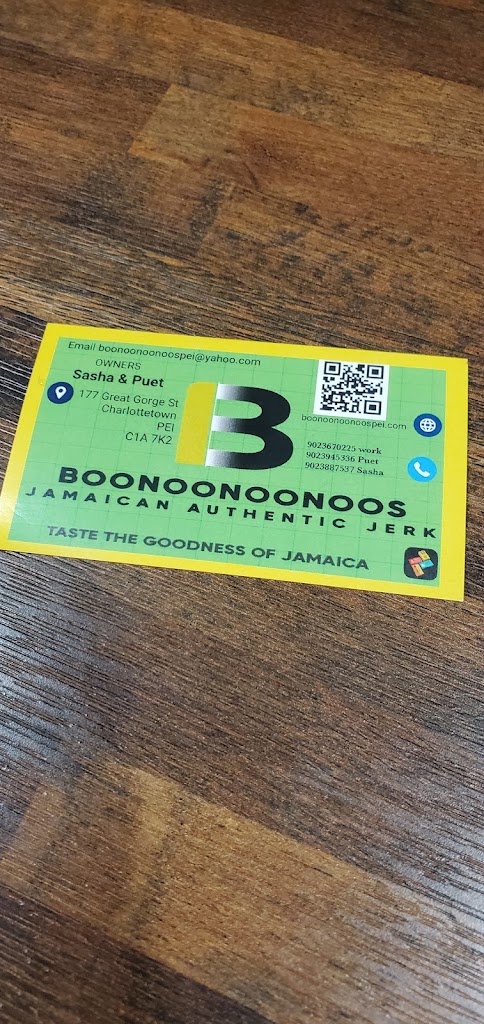 Email boonoonoonoospei@yahoo.com
OWNERS
Sasha & Puet
177 Great Gorge St
Charlottetown
PEI
C1A 7K2
B
boonoonoonoospei.com
9023670225 work
9023945336 Puet
9023887537 Sasha
BOONOONOONOOS
JAMAICAN AUTHENTIC JERK
TASTE THE GOODNESS OF JAMAICA